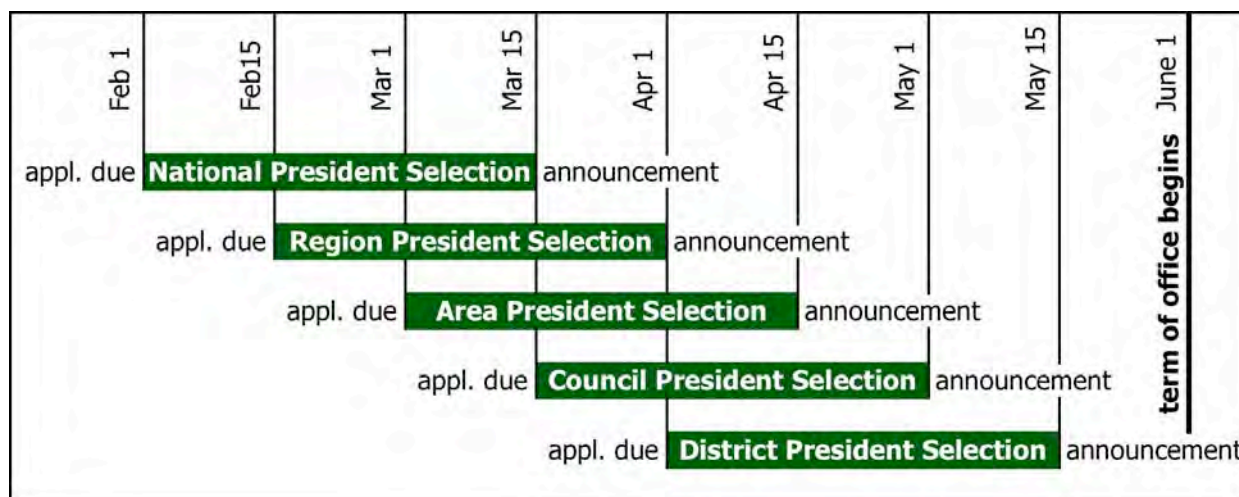 Feb 1
Feb15
Mar 1
Mar 15
Apr 1
Apr 15
May 1
May 15
June 1
appl. due National President Selection announcement
appl. due Region President Selection announcement
appl. due Area President Selection announcement
appl. due Council President Selection announcement
appl. due District President Selection announcement
term of office begins